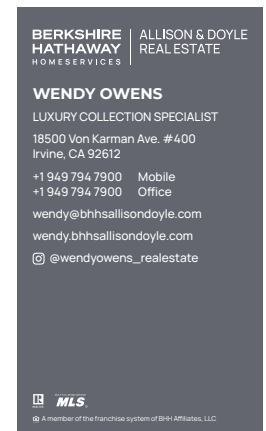 BERKSHIRE HATHAWAY HOMESERVICES
ALLISON & DOYLE REAL ESTATE
WENDY OWENS
LUXURY COLLECTION SPECIALIST
18500 Von Karman Ave. #400
Irvine, CA 92612
+1 949 794 7900 Mobile
+1 949 794 7900 Office
wendy@bhhsallisondoyle.com
wendy.bhhsallisondoyle.com
@wendyowens_realestate
MLS
A member of the franchise system of BHH Affiliates, LLC